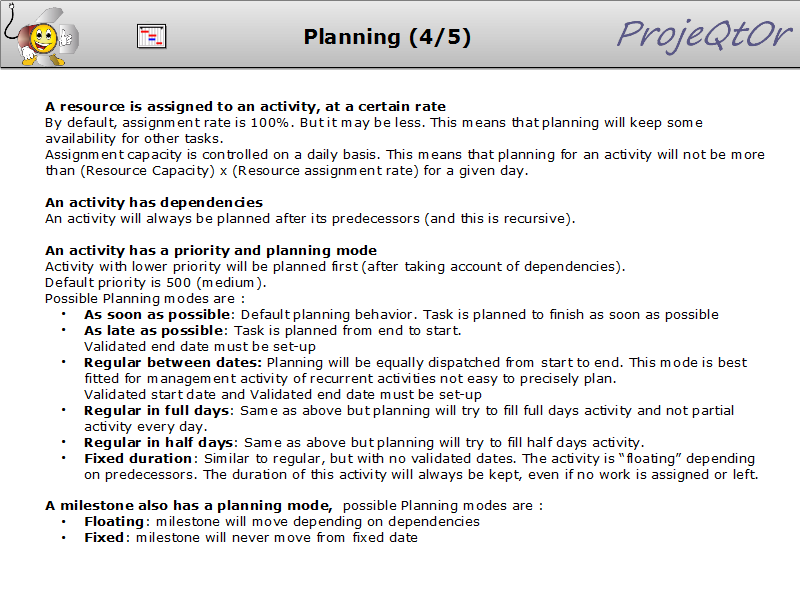 Planning (4/5)
ProjeQtOr
A resource is assigned to an activity, at a certain rate
By default, assignment rate is 100%. But it may be less. This means that planning will keep some
availability for other tasks.
Assignment capacity is controlled on a daily basis. This means that planning for an activity will not be more
than (Resource Capacity) x (Resource assignment rate) for a given day.
An activity has dependencies
An activity will always be planned after its predecessors (and this is recursive).
An activity has a priority and planning mode
Activity with lower priority will be planned first (after taking account of dependencies).
Default priority is 500 (medium).
Possible Planning modes are :
• As soon as possible: Default planning behavior. Task is planned to finish as soon as possible
• As late as possible: Task is planned from end to start.
Validated end date must be set-up
• Regular between dates: Planning will be equally dispatched from start to end. This mode is best
fitted for management activity of recurrent activities not easy to precisely plan.
Validated start date and Validated end date must be set-up
• Regular in full days: Same as above but planning will try to fill full days activity and not partial
activity every day.
• Regular in half days: Same as above but planning will try to fill half days activity.
• Fixed duration: Similar to regular, but with no validated dates. The activity is “floating” depending
on predecessors. The duration of this activity will always be kept, even if no work is assigned or left.
A milestone also has a planning mode, possible Planning modes are :
• Floating: milestone will move depending on dependencies
• Fixed: milestone will never move from fixed date